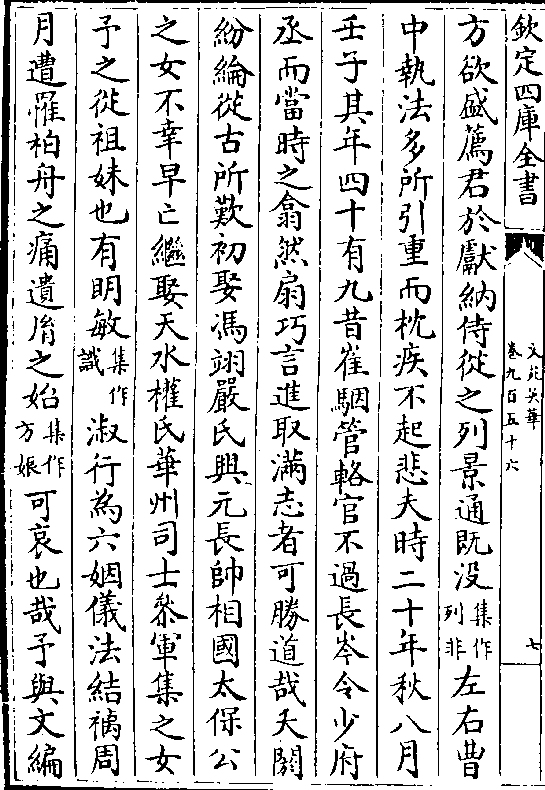 欽定四庫全書
文苑英華
卷九百五十六
七
方欲盛薦君於獻納侍從之列景通既没集作列非左右曹
中執法多所引重而枕疾不起悲夫時二十年秋八月
壬子其年四十有九昔崔駰管輅官不過長岑令少府
丞而當時之翕然扇巧言進取滿志者可勝道哉天闕
紛綸從古所歎初娶馮翊嚴氏興元長帥相國太保公
之女不幸早亡繼娶天水權氏華州司士叅軍集之女
予之從祖妹也有明敏集作識淑行為六姻儀法結褵周
月遭罹柏舟之痛遺胤之始集作方娠可哀也哉予與文編